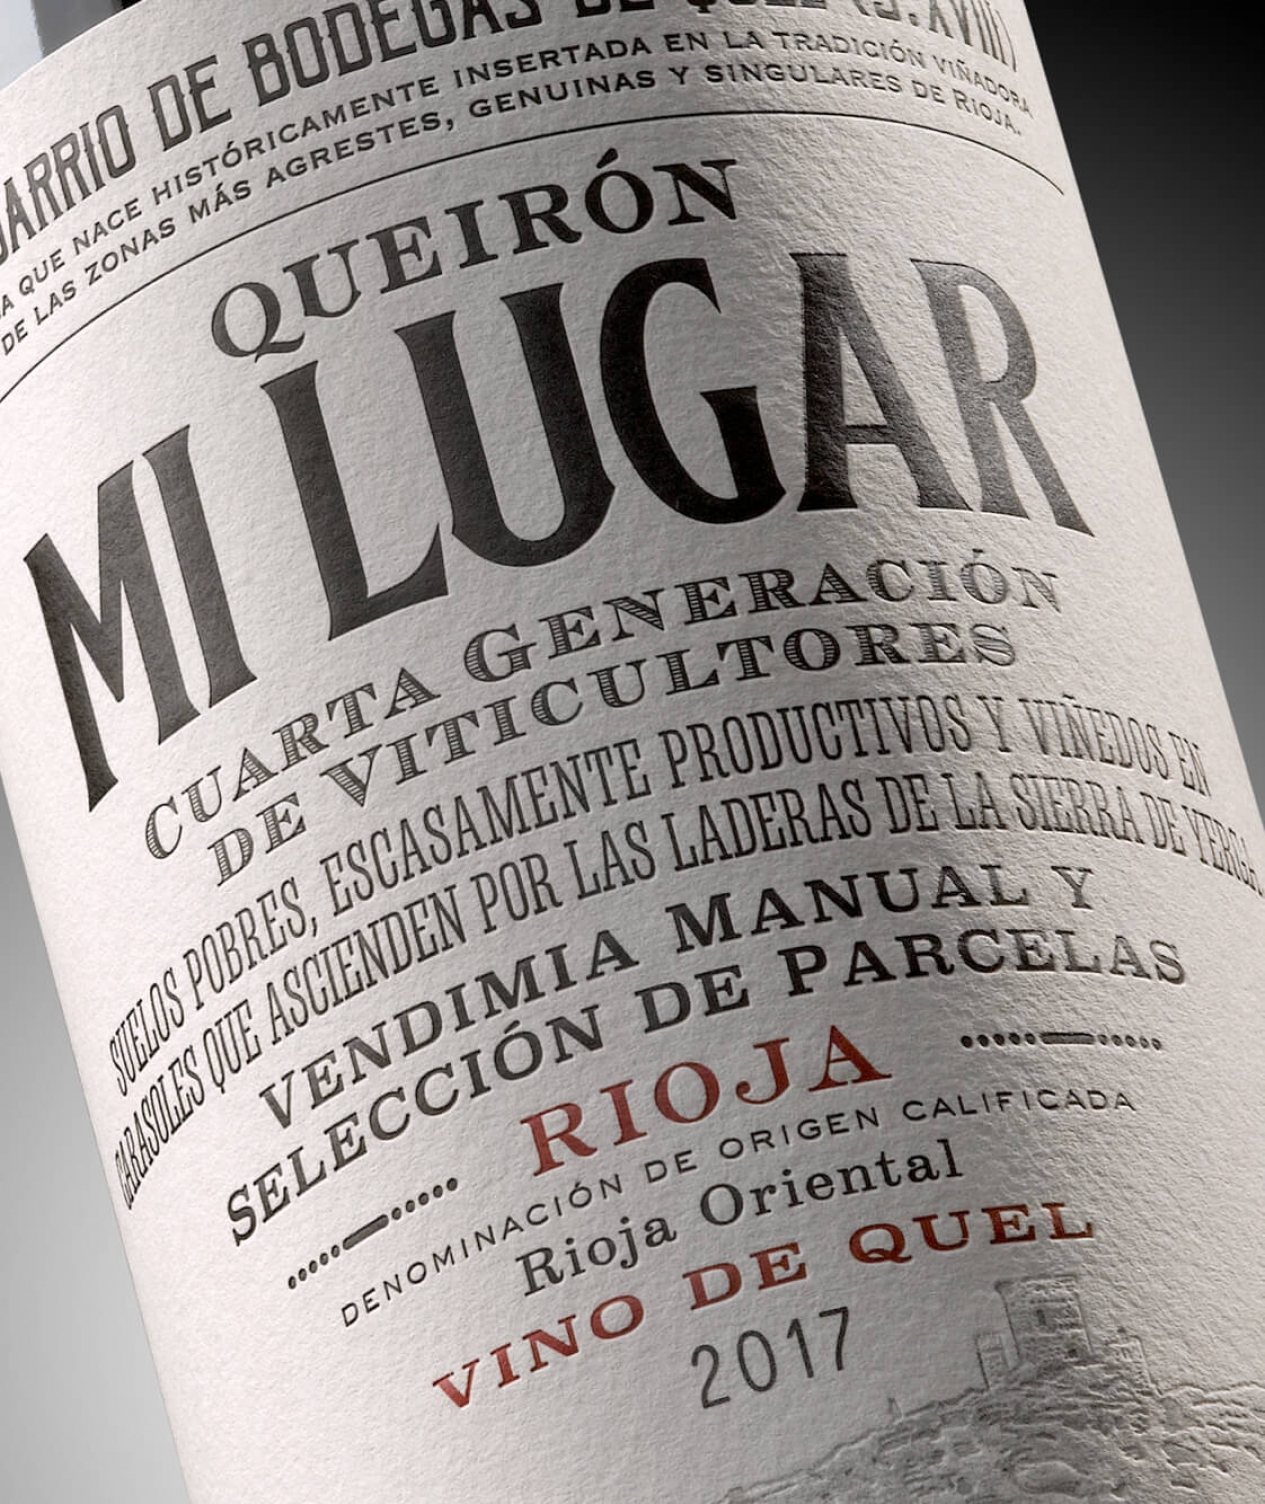 BARRIO DE BODEGAS DE QUEL (S.XVIII)
QUE NACE HISTÓRICAMENTE INSERTADA EN LA TRADICIÓN VIÑADORA
DE LAS ZONAS MÁS AGRESTES, GENUINAS Y SINGULARES DE RIOJA.
QUEIRÓN
MI LUGAR
CUARTA GENERACIÓN
DE VITICULTORES
SUELOS POBRES, ESCASAMENTE PRODUCTIVOS Y VIÑEDOS EN
CARASOLES QUE ASCIENDEN POR LAS LADERAS DE LA SIERRA DE YERGA
VENDIMIA MANUAL Y
SELECCIÓN DE PARCELAS
RIOJA
DENOMINACIÓN DE ORIGEN CALIFICADA
Rioja Oriental
VINO DE QUEL
2017